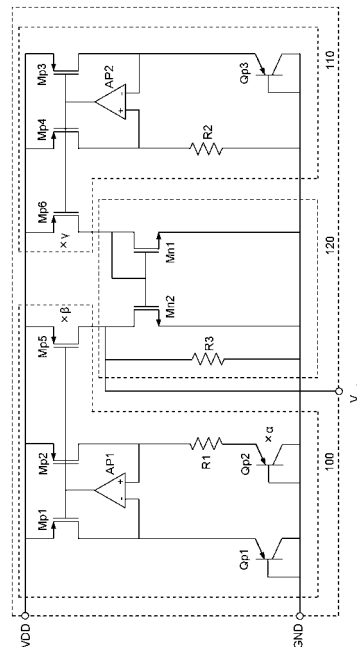 VDD
Mp1
Mp2
Mp5
Mp6
Mp4
Mp3
× β
× γ
AP1
AP2
-
+
+
-
Mn2
Mn1
R1
R3
R2
Qp1
Qp2
× α
Qp3
GND
100
120
110
V